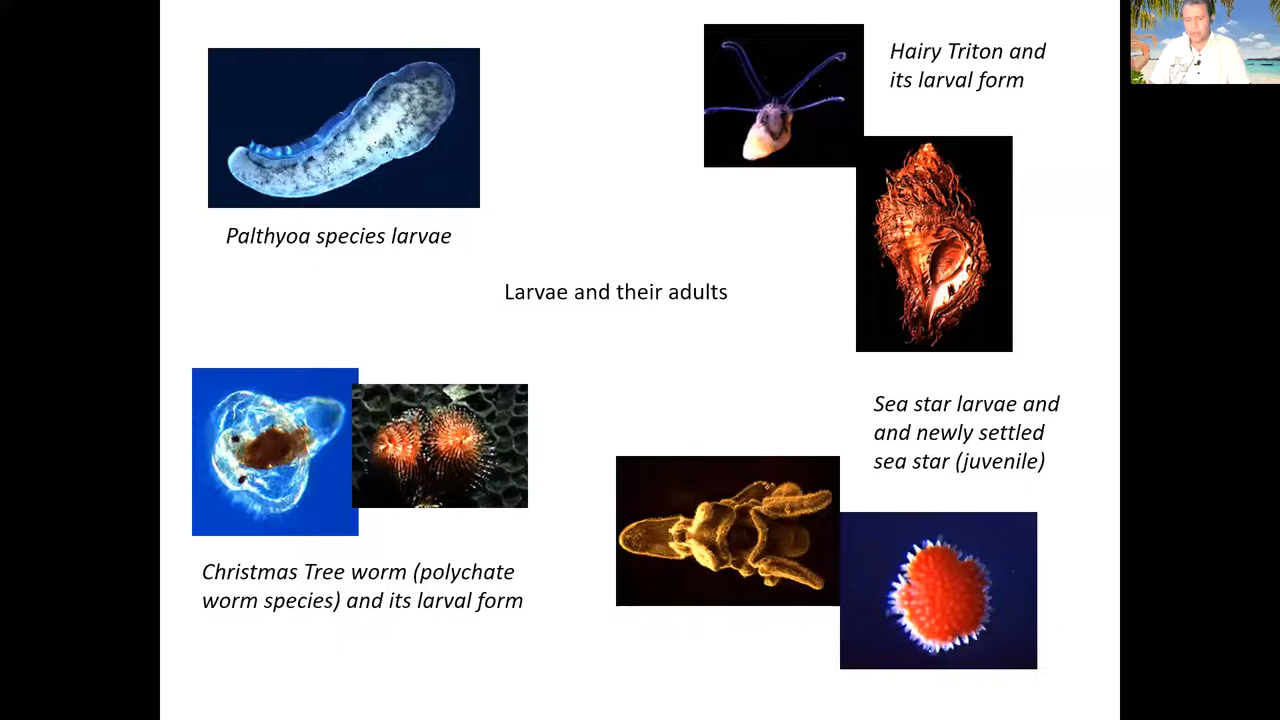 Hairy Triton and
its larval form
Palthyoa species larvae
Larvae and their adults
Sea star larvae and
and newly settled
sea star (juvenile)
Christmas Tree worm (polychate
worm species) and its larval form